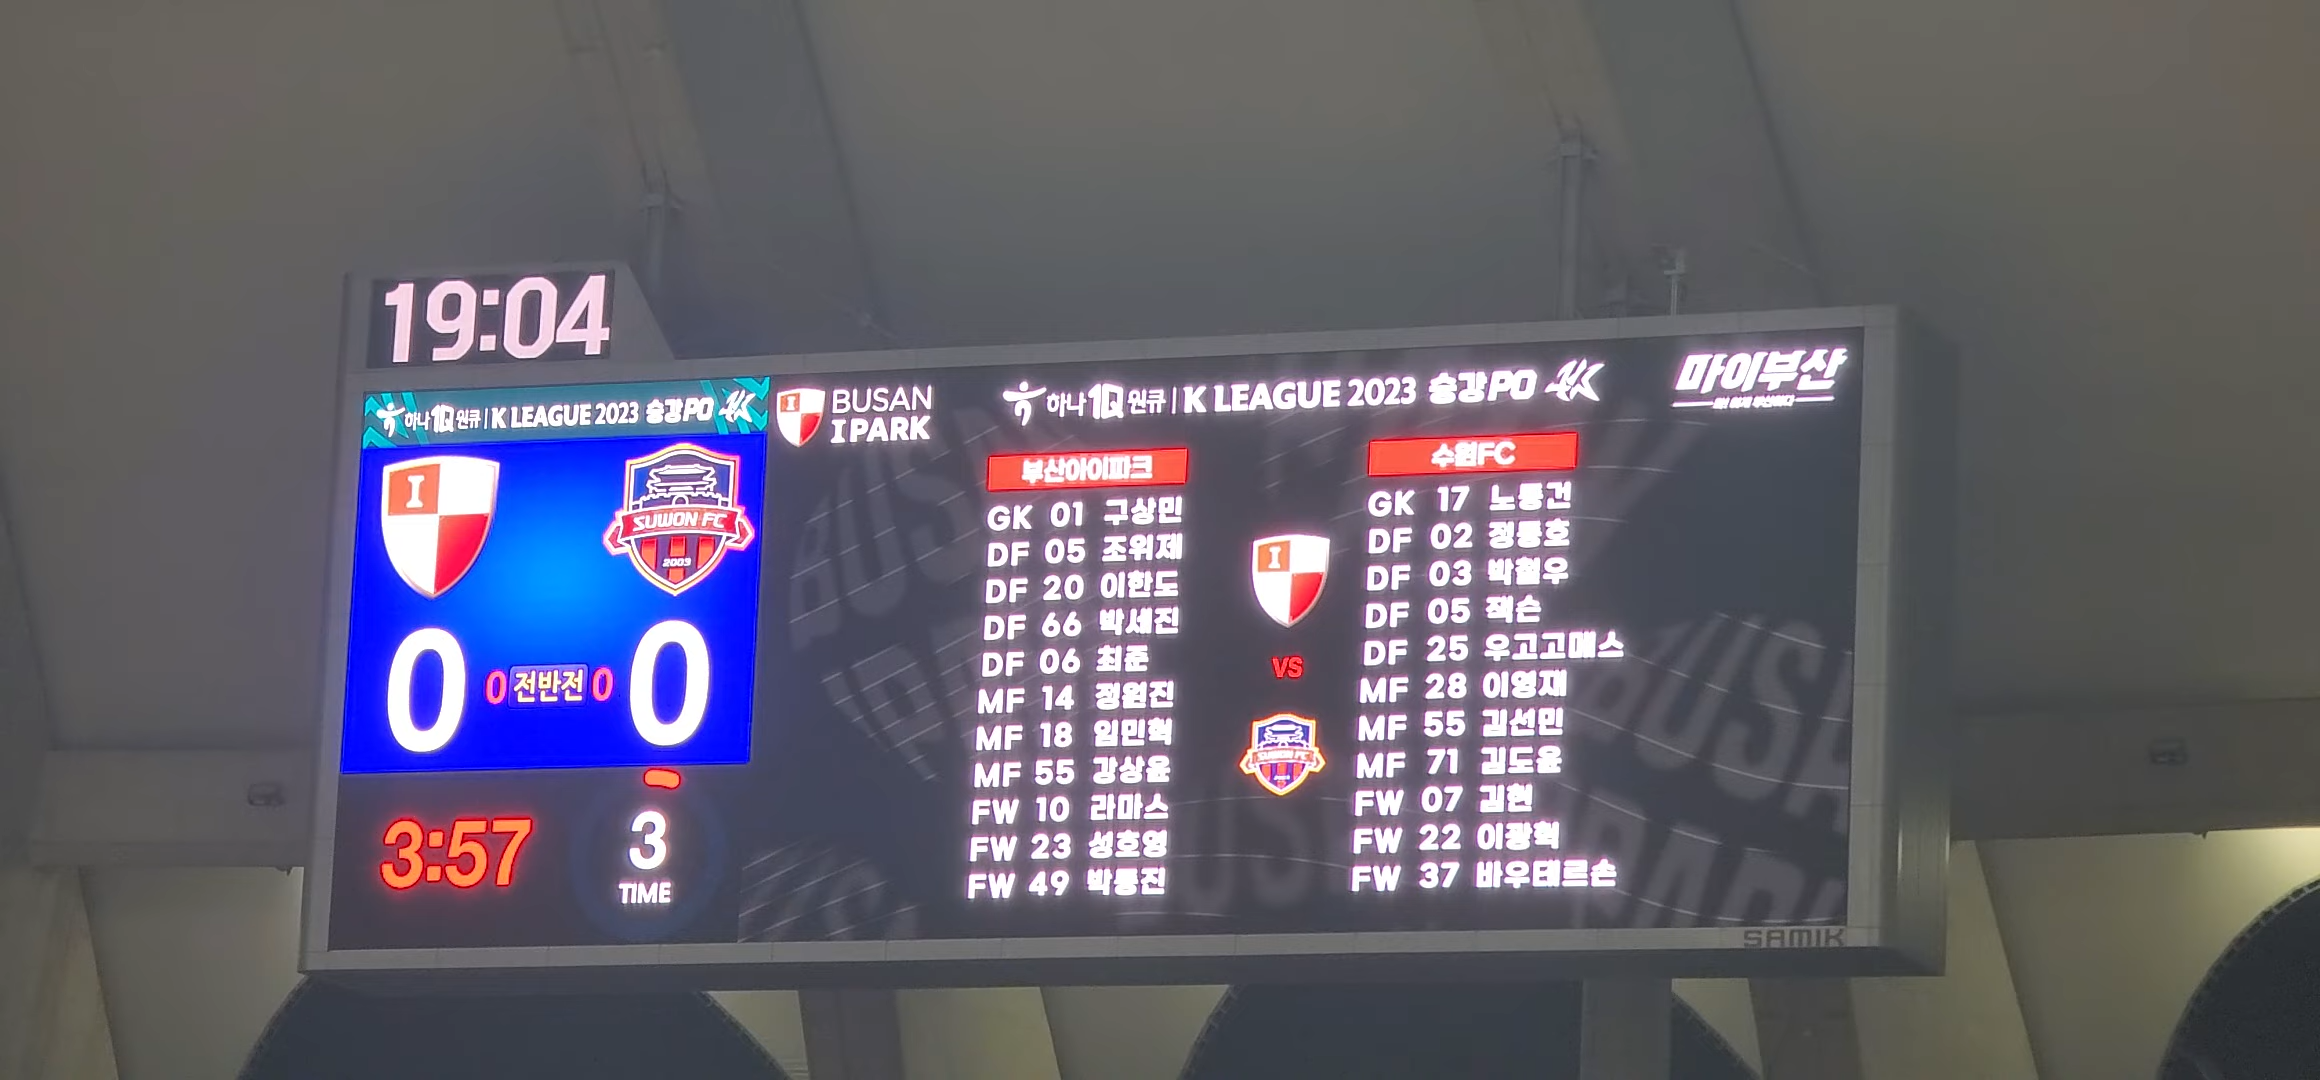 19:04
하나1Q원큐 | K LEAGUE 2023 승강PO
I
SUWON FC
2003
0 0 전반전 0 0
3:57
3
TIME
I
BUSAN
I PARK
하나1Q원큐 | K LEAGUE 2023 승강PO
마이부산
부산아이파크
GK 01 구상민
DF 05 조위제
DF 20 이한도
DF 66 박세진
DF 06 최준
MF 14 정원진
MF 18 임민혁
MF 55 강상윤
FW 10 라마스
FW 23 성호영
FW 49 박동진
I
VS
SUWON FC
수원FC
GK 17 노동건
DF 02 정동호
DF 03 박철우
DF 05 잭슨
DF 25 우고고메스
MF 28 이영재
MF 55 김선민
MF 71 김도윤
FW 07 김현
FW 22 이광혁
FW 37 바우테르손
SAMIK